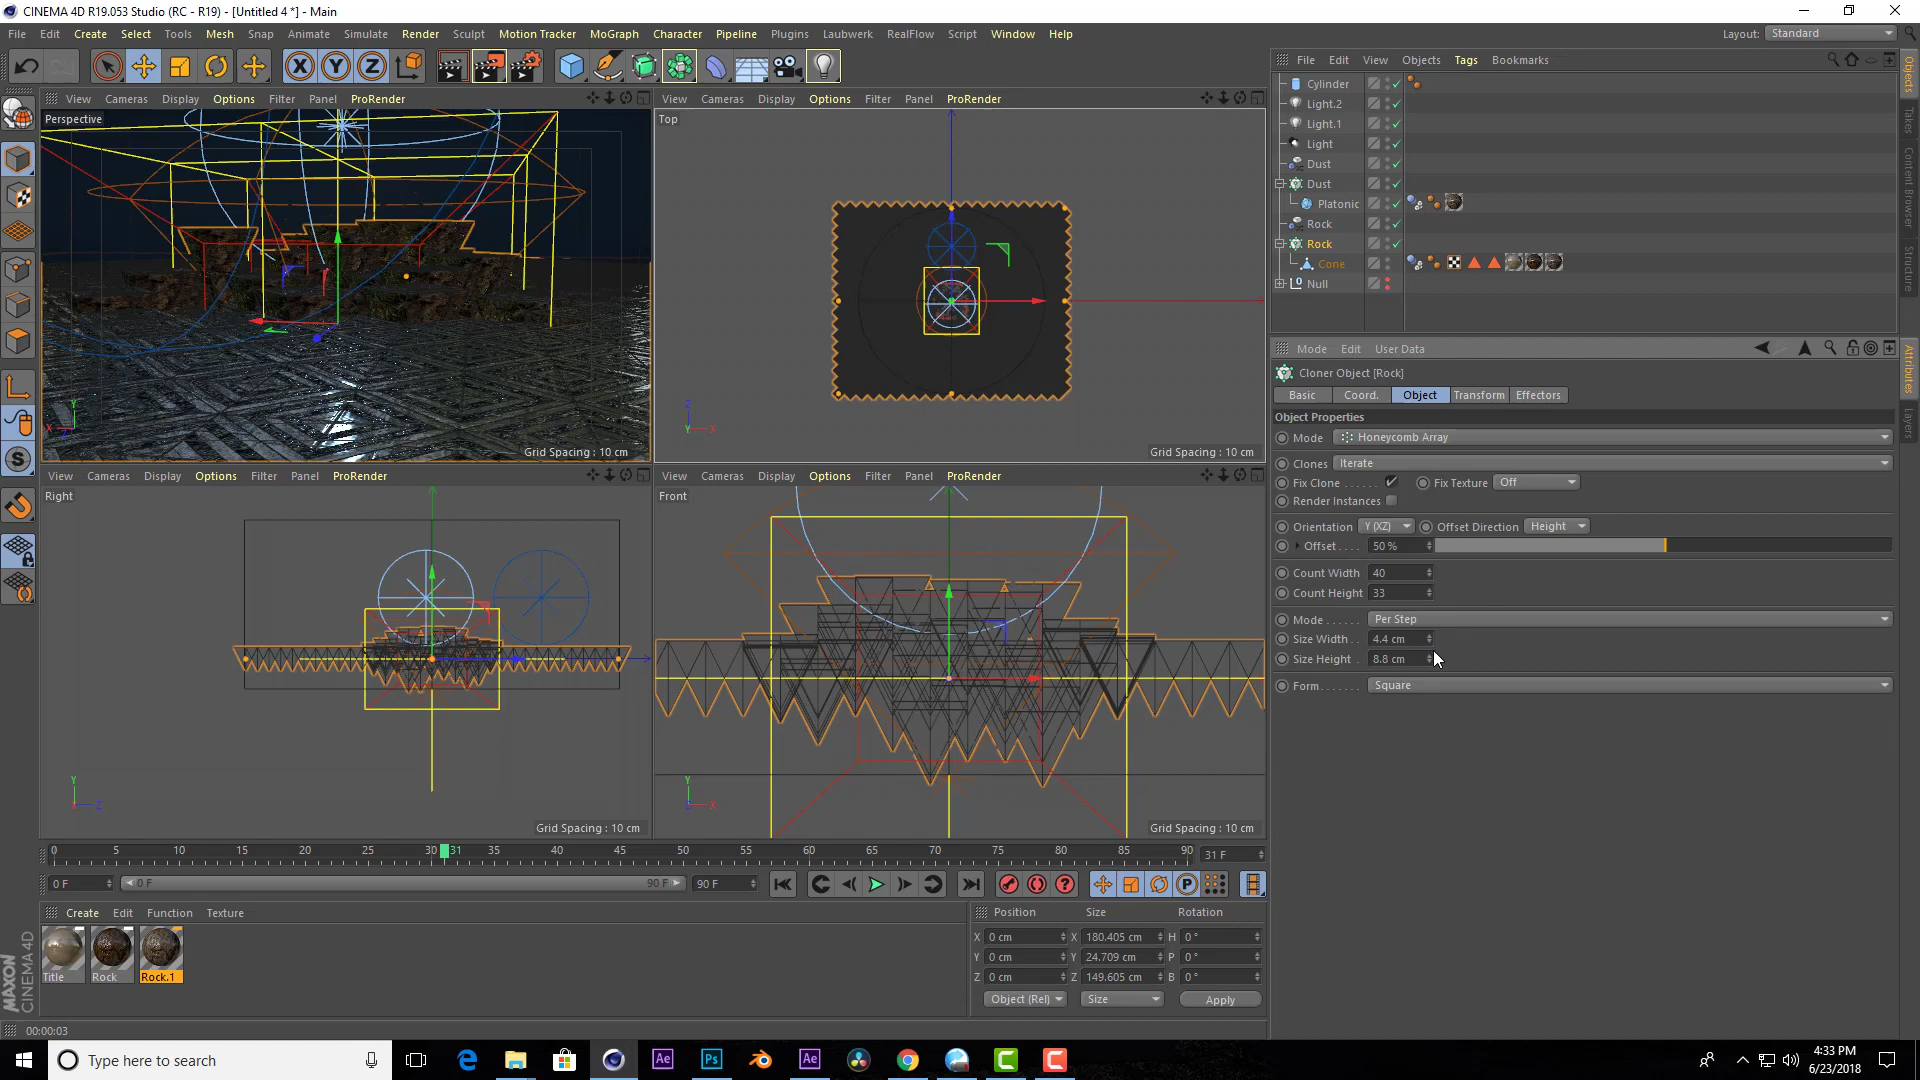 CINEMA 4D R19.053 Studio (RC - R19) - [Untitled 4 *] - Main
File Edit Create Select Tools Mesh Snap Animate Simulate Render Sculpt Motion Tracker MoGraph Character Pipeline Plugins Laubwerk RealFlow Script Window Help
Layout: Standard
View Cameras Display Options Filter Panel ProRender
Perspective
Grid Spacing : 10 cm
View Cameras Display Options Filter Panel ProRender
Top
Grid Spacing : 10 cm
View Cameras Display Options Filter Panel ProRender
Right
Grid Spacing : 10 cm
View Cameras Display Options Filter Panel ProRender
Front
Grid Spacing : 10 cm
File Edit View Objects Tags Bookmarks
Cylinder
Light.2
Light.1
Light
Dust
Dust
Platonic
Rock
Rock
Cone
Null
Objects
Takes
Content Browser
Structure
Mode Edit User Data
Cloner Object [Rock]
Basic Coord. Object Transform Effectors
Object Properties
Mode Honeycomb Array
Clones Iterate
Fix Clone Fix Texture Off
Render Instances
Orientation Y (XZ) Offset Direction Height
Offset 50 %
Count Width 40
Count Height 33
Mode Per Step
Size Width 4.4 cm
Size Height 8.8 cm
Form Square
Attributes
Layers
0 5 10 15 20 25 30 31 35 40 45 50 55 60 65 70 75 80 85 90 31 F
0 F 0 F 90 F 90 F
Create Edit Function Texture
Title Rock Rock.1
Position Size Rotation
X 0 cm X 180.405 cm H 0 °
Y 0 cm Y 24.709 cm P 0 °
Z 0 cm Z 149.605 cm B 0 °
Object (Rel) Size Apply
MAXON
CINEMA 4D
00:00:03
Type here to search
Ae Ps Ae
4:33 PM
6/23/2018